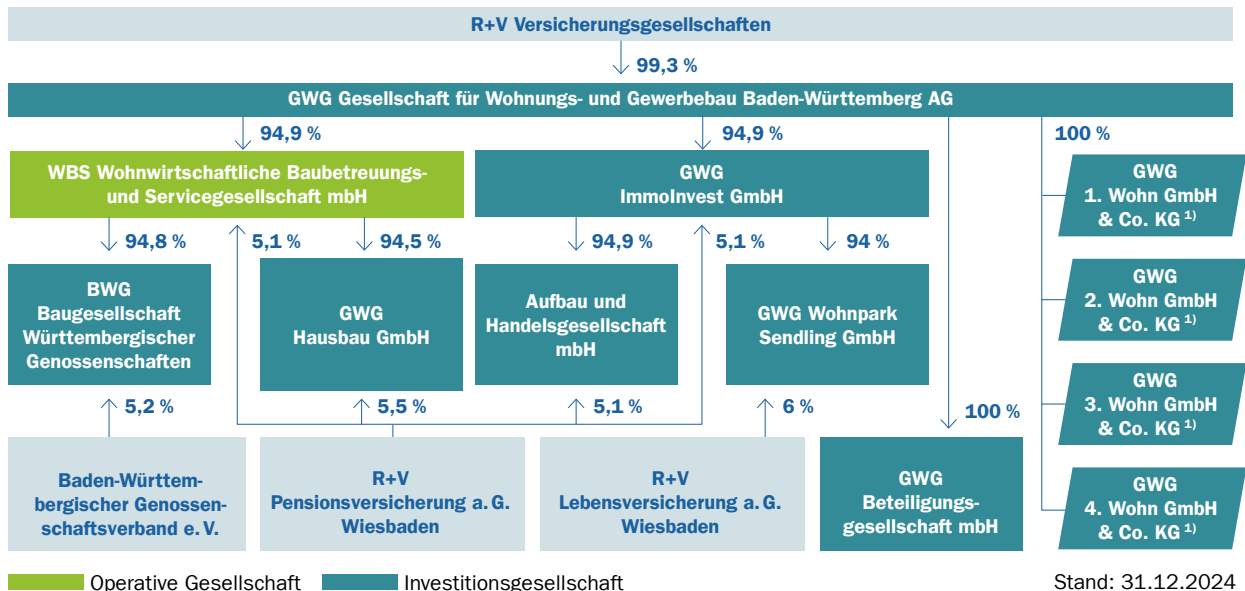 R+V Versicherungsgesellschaften
99,3 %
GWG Gesellschaft für Wohnungs- und Gewerbebau Baden-Württemberg AG
94,9 %
94,9 %
100 %
WBS Wohnwirtschaftliche Baubetreuungs-
und Servicegesellschaft mbH
GWG
ImmoInvest GmbH
GWG
1. Wohn GmbH
& Co. KG 1)
94,8 %
5,1 %
94,5 %
94,9 %
5,1 %
94 %
BWG
Baugesellschaft
Württembergischer
Genossenschaften
GWG
Hausbau GmbH
Aufbau und
Handelsgesellschaft
mbH
GWG Wohnpark
Sendling GmbH
GWG
2. Wohn GmbH
& Co. KG 1)
GWG
3. Wohn GmbH
& Co. KG 1)
5,2 %
5,5 %
5,1 %
6 %
100 %
Baden-Württem-
bergischer Genossen-
schaftsverband e. V.
R+V
Pensionsversicherung a. G.
Wiesbaden
R+V
Lebensversicherung a. G.
Wiesbaden
GWG
Beteiligungs-
gesellschaft mbH
GWG
4. Wohn GmbH
& Co. KG 1)
Operative Gesellschaft
Investitionsgesellschaft
Stand: 31.12.2024